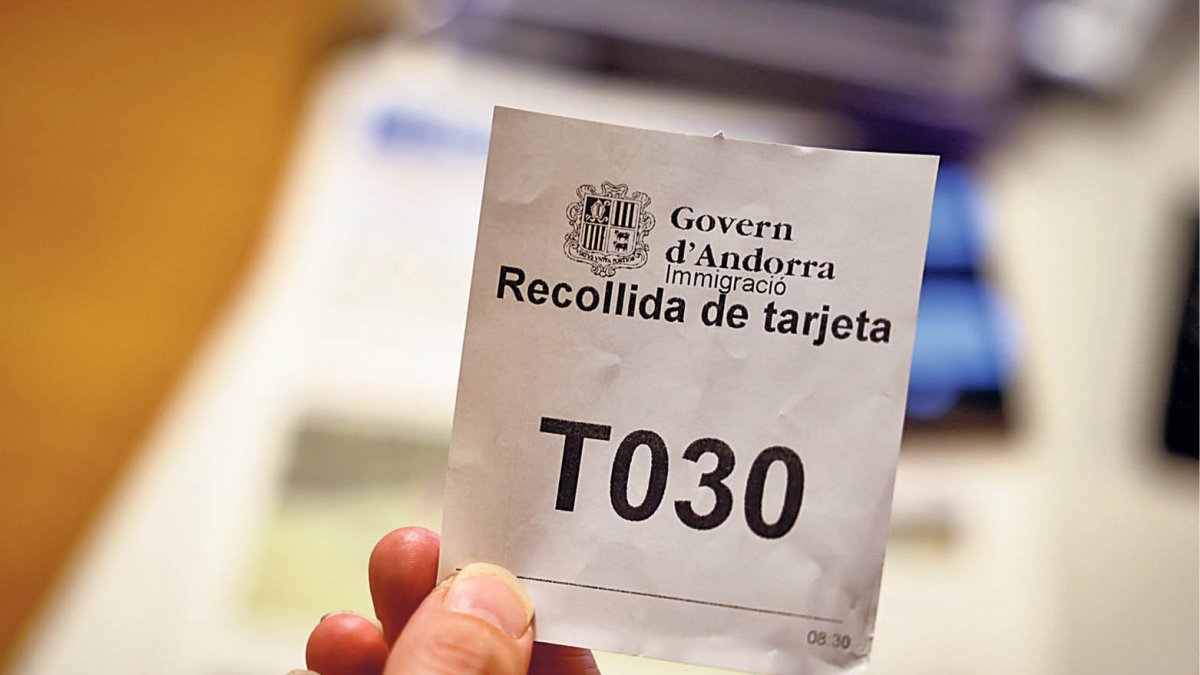 Govern
d'Andorra
Immigració
Recollida de tarjeta
T030
08:30